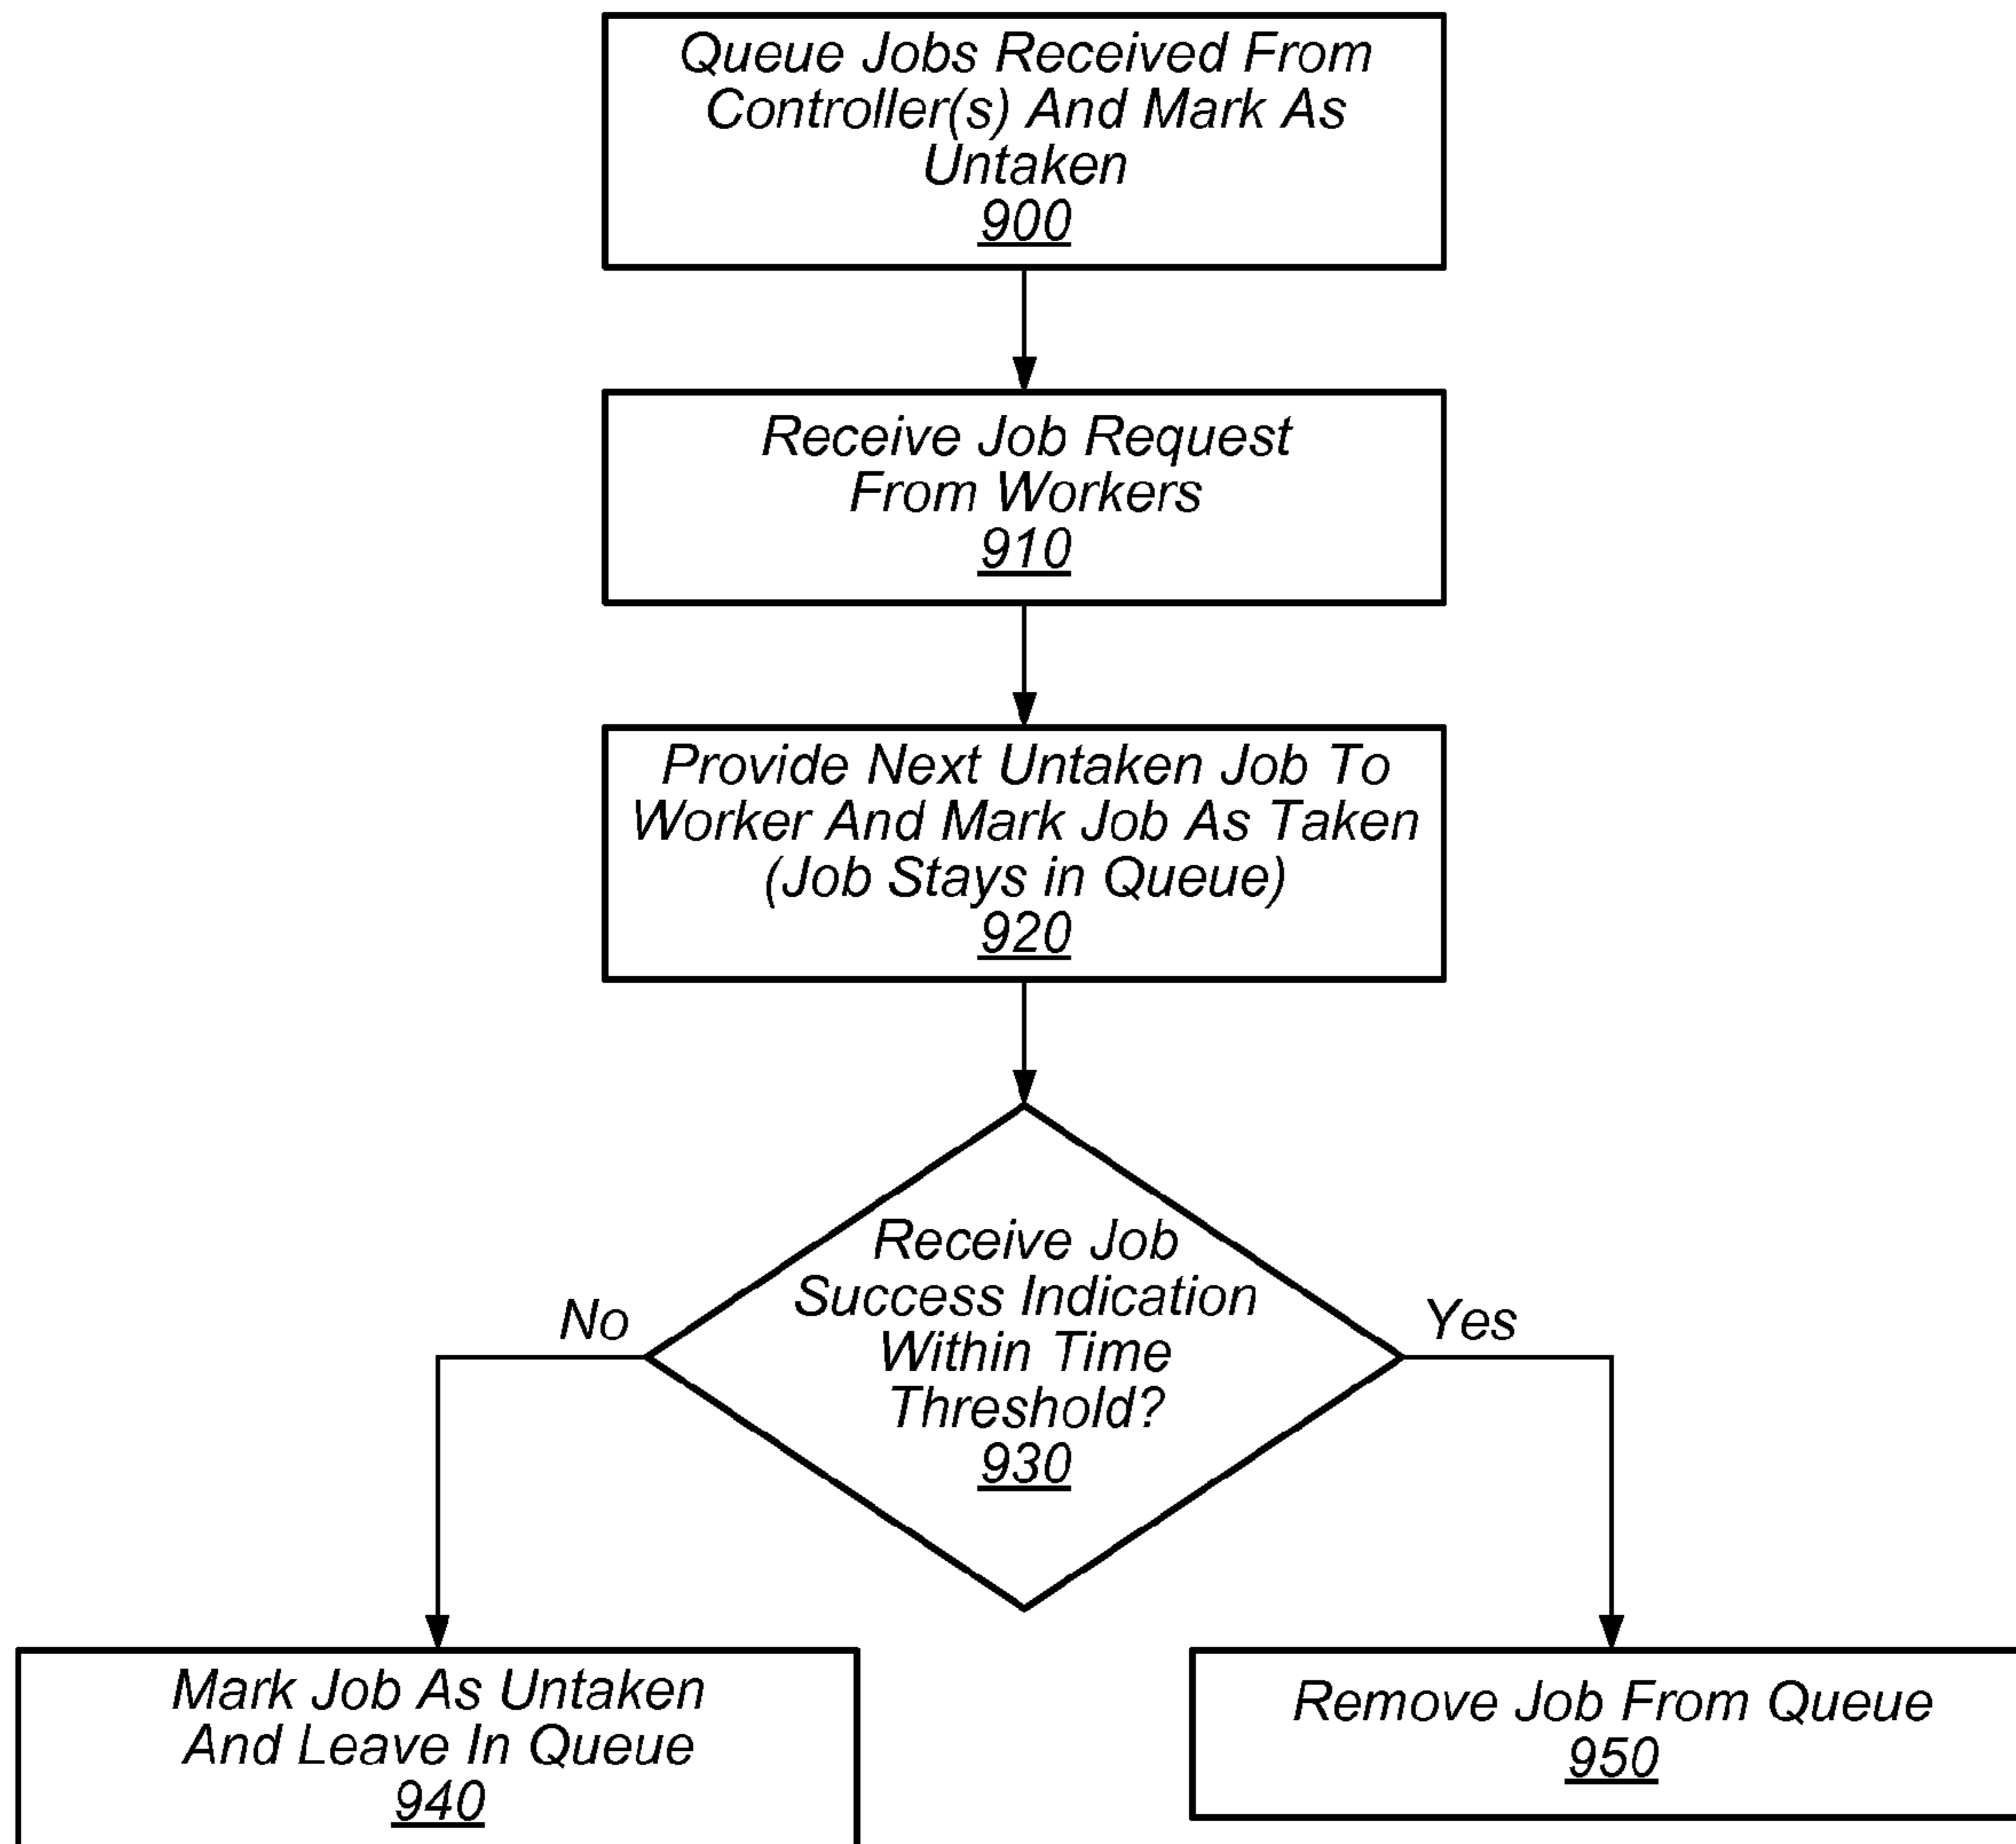 Queue Jobs Received From
Controller(s) And Mark As
Untaken
900
Receive Job Request
From Workers
910
Provide Next Untaken Job To
Worker And Mark Job As Taken
(Job Stays in Queue)
920
Receive Job
Success Indication
Within Time
Threshold?
930
No
Yes
Mark Job As Untaken
And Leave In Queue
940
Remove Job From Queue
950